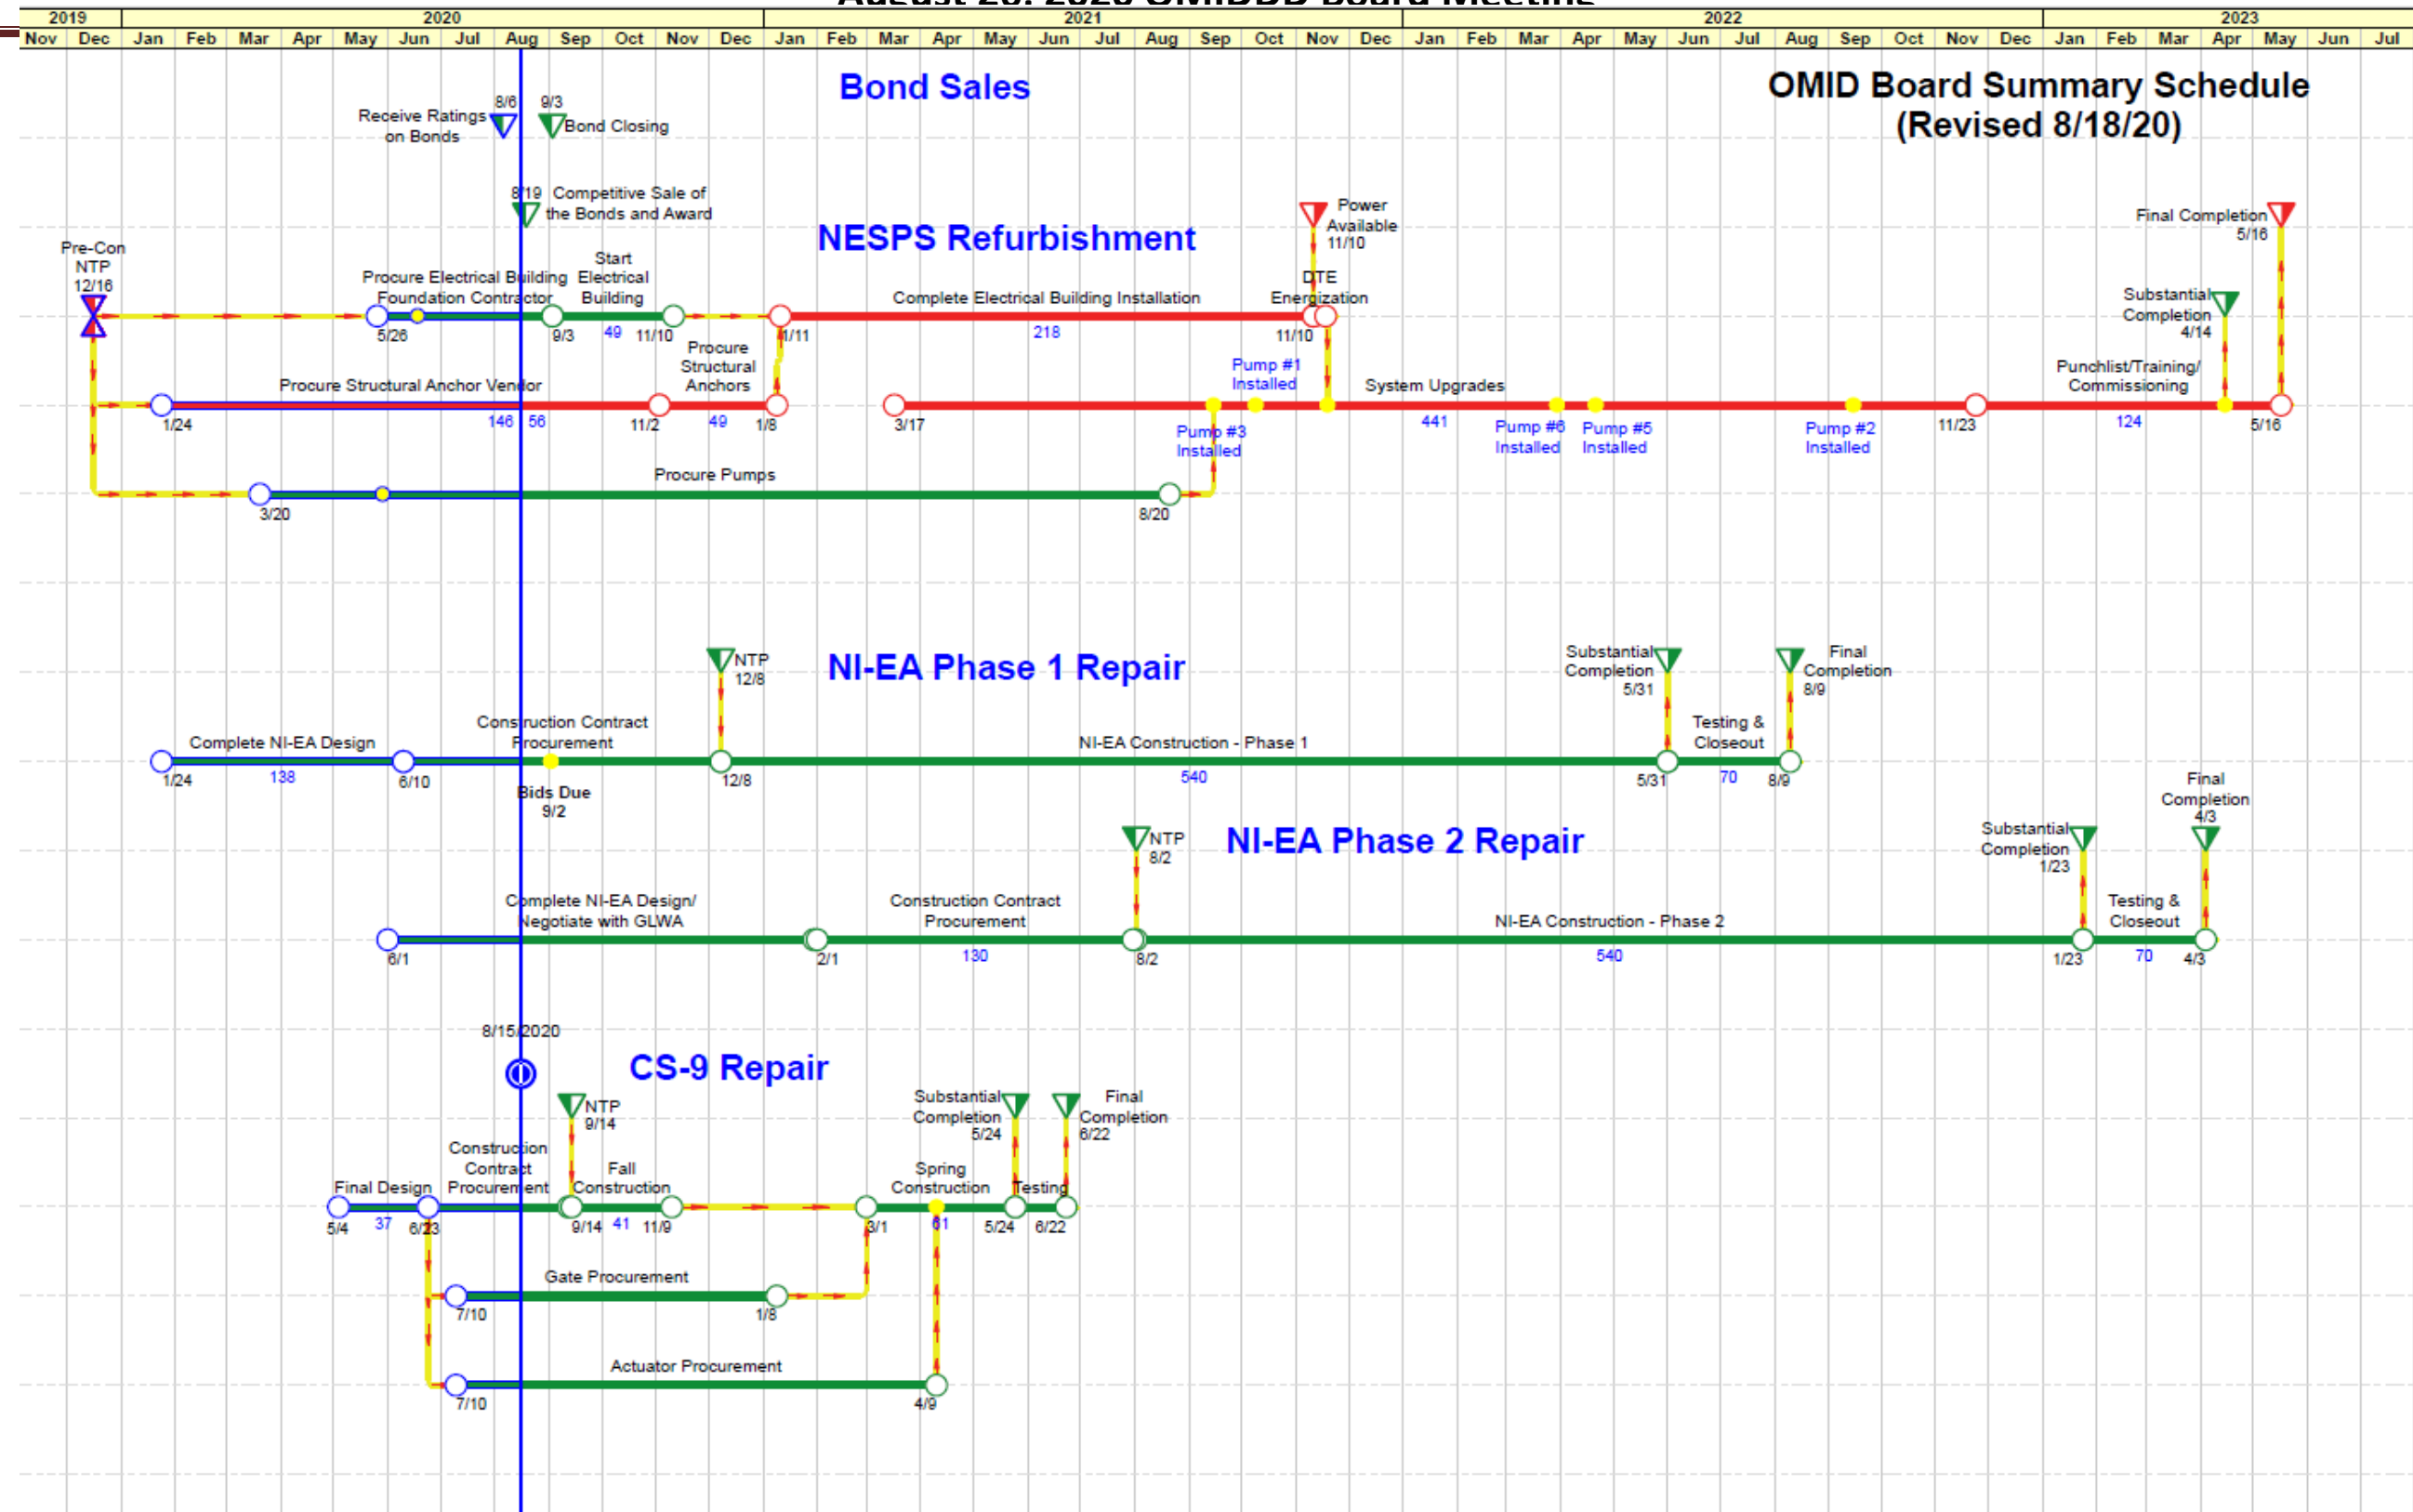 August 20, 2020 OMIDDD Board Meeting
2019 2020 2021 2022 2023
Nov Dec Jan Feb Mar Apr May Jun Jul Aug Sep Oct Nov Dec Jan Feb Mar Apr May Jun Jul Aug Sep Oct Nov Dec Jan Feb Mar Apr May Jun Jul Aug Sep Oct Nov Dec Jan Feb Mar Apr May Jun Jul
OMID Board Summary Schedule
(Revised 8/18/20)
Bond Sales
8/6
Receive Ratings
on Bonds
9/3
Bond Closing
8/19
Competitive Sale of
the Bonds and Award
NESPS Refurbishment
Pre-Con
NTP
12/16
Procure Electrical Building
Foundation Contractor
5/26
9/3
Start
Electrical
Building
49
11/10
1/11
Complete Electrical Building Installation
218
11/10
Power
Available
11/10
DTE
Energization
Procure Structural Anchor Vendor
1/24
146
56
11/2
Procure
Structural
Anchors
49
1/8
3/17
Pump #3
Installed
Pump #1
Installed
System Upgrades
441
Pump #6
Installed
Pump #5
Installed
Pump #2
Installed
11/23
Punchlist/Training/
Commissioning
124
5/16
Substantial
Completion
4/14
Final Completion
5/16
Procure Pumps
3/20
8/20
NI-EA Phase 1 Repair
NTP
12/8
Complete NI-EA Design
1/24
138
6/10
Construction Contract
Procurement
Bids Due
9/2
12/8
NI-EA Construction - Phase 1
540
5/31
Substantial
Completion
5/31
Testing &
Closeout
70
8/9
Final
Completion
8/9
NI-EA Phase 2 Repair
NTP
8/2
Complete NI-EA Design/
Negotiate with GLWA
6/1
2/1
Construction Contract
Procurement
130
8/2
NI-EA Construction - Phase 2
540
1/23
Substantial
Completion
1/23
Testing &
Closeout
70
4/3
Final
Completion
4/3
8/15/2020
CS-9 Repair
NTP
9/14
Final Design
5/4
37
6/23
Construction
Contract
Procurement
9/14
Fall
Construction
41
11/9
3/1
Spring
Construction
61
5/24
Substantial
Completion
5/24
Testing
6/22
Final
Completion
6/22
Gate Procurement
7/10
1/8
Actuator Procurement
7/10
4/9